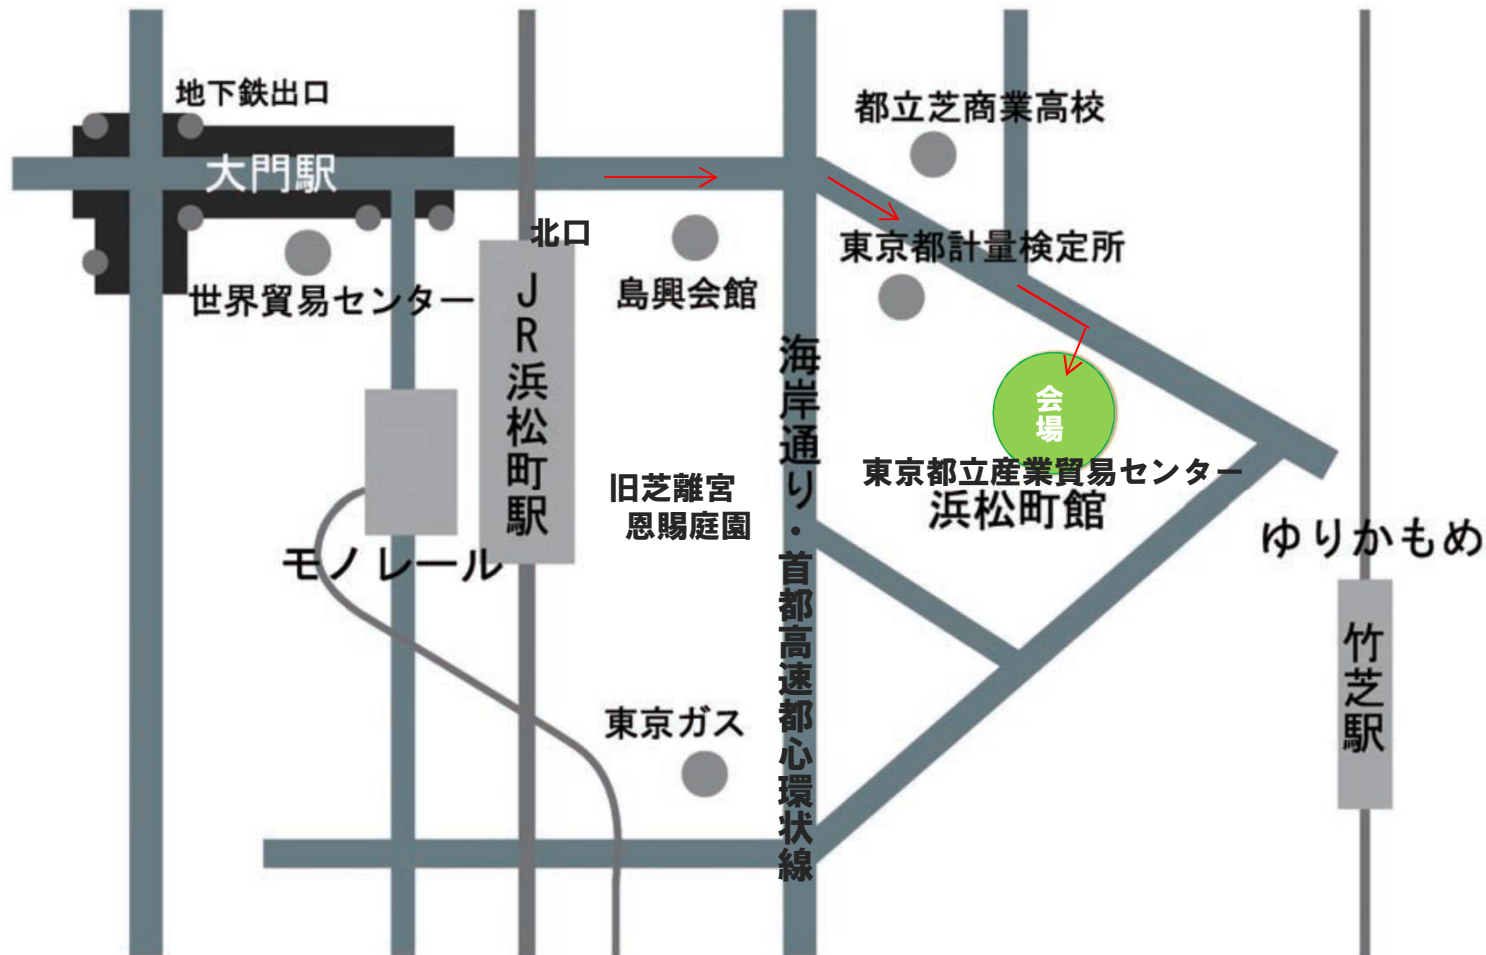 地下鉄出口
都立芝商業高校
大門駅
北口
東京都計量検定所
世界貿易センター
島興会館
JR浜松町駅
海岸通り・首都高速都心環状線
会場
東京都立産業貿易センター
浜松町館
旧芝離宮
恩賜庭園
モノレール
ゆりかもめ
竹芝駅
東京ガス